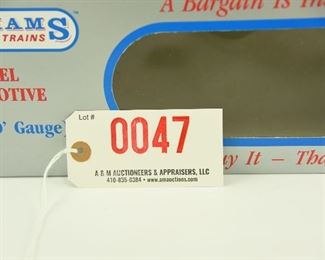 AMS
TRAINS
A Bargain Is
EL
OTIVE
O' Gauge)
Lot #
0047
A & M AUCTIONEERS & APPRAISERS, LLC
410-835-0384 • www.amauctions.com
It — Tha